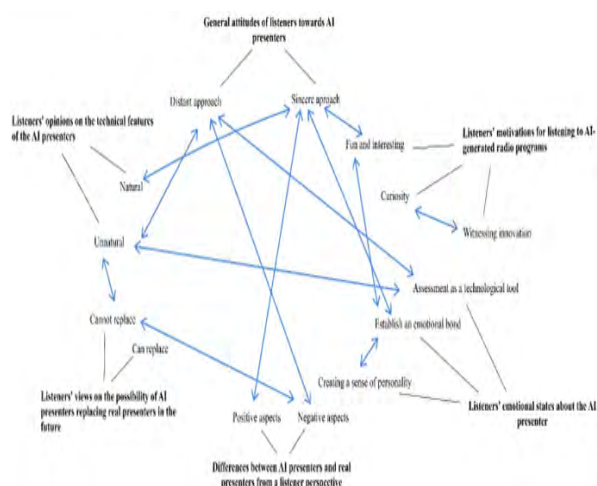 General attitudes of listeners towards AI
presenters
Distant approach
Sincere aproach
Listeners' opinions on the technical features
of the AI presenters
Fun and interesting
Listeners' motivations for listening to AI-
generated radio programs
Natural
Curiosity
Witnessing innovation
Unnatural
Assessment as a technological tool
Cannot replace
Establish an emotional bond
Can replace
Creating a sense of personality
Listeners' views on the possibility of AI
presenters replacing real presenters in the
future
Listeners' emotional states about the AI
presenter
Positive aspects
Negative aspects
Differences between AI presenters and real
presenters from a listener perspective